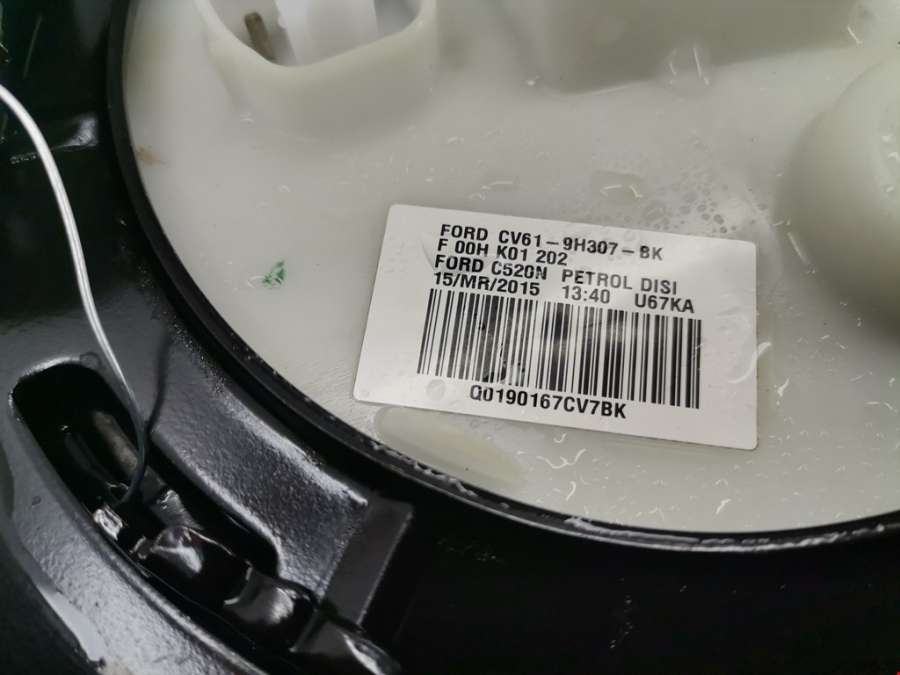 FORD CV61-9H307-BK
F 00H K01 202
FORD C520N PETROL DISI
15/MR/2015 13:40 U67KA
Q0190167CV7BK